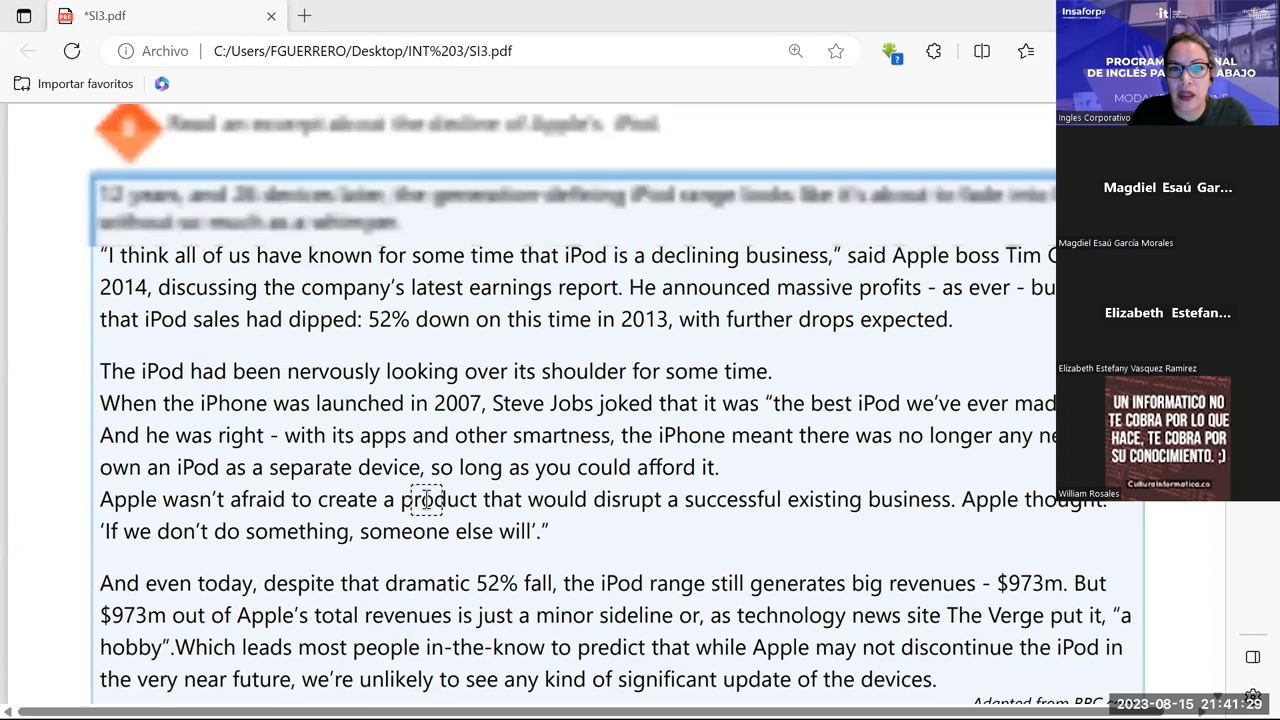 *SI3.pdf
Archivo
C:/Users/FGUERRERO/Desktop/INT%203/SI3.pdf
Importar favoritos
“I think all of us have known for some time that iPod is a declining business,” said Apple boss Tim
2014, discussing the company’s latest earnings report. He announced massive profits - as ever -
that iPod sales had dipped: 52% down on this time in 2013, with further drops expected.
The iPod had been nervously looking over its shoulder for some time.
When the iPhone was launched in 2007, Steve Jobs joked that it was “the best iPod we’ve ever
And he was right - with its apps and other smartness, the iPhone meant there was no longer any
own an iPod as a separate device, so long as you could afford it.
Apple wasn’t afraid to create a product that would disrupt a successful existing business. Apple thought:
‘If we don’t do something, someone else will’.”
And even today, despite that dramatic 52% fall, the iPod range still generates big revenues - $973m. But
$973m out of Apple’s total revenues is just a minor sideline or, as technology news site The Verge put it, “a
hobby”.Which leads most people in-the-know to predict that while Apple may not discontinue the iPod in
the very near future, we’re unlikely to see any kind of significant update of the devices.
Adapted from BBC
Insaforp
Ingles Corporativo
Magdiel Esaú Gar...
Magdiel Esaú García Morales
Elizabeth Estefan...
Elizabeth Estefany Vasquez Ramirez
UN INFORMATICO NO
TE COBRA POR LO QUE
HACE, TE COBRA POR
SU CONOCIMIENTO. ;)
CulturaInformatica.co
William Rosales
2023-08-15 21:41:29